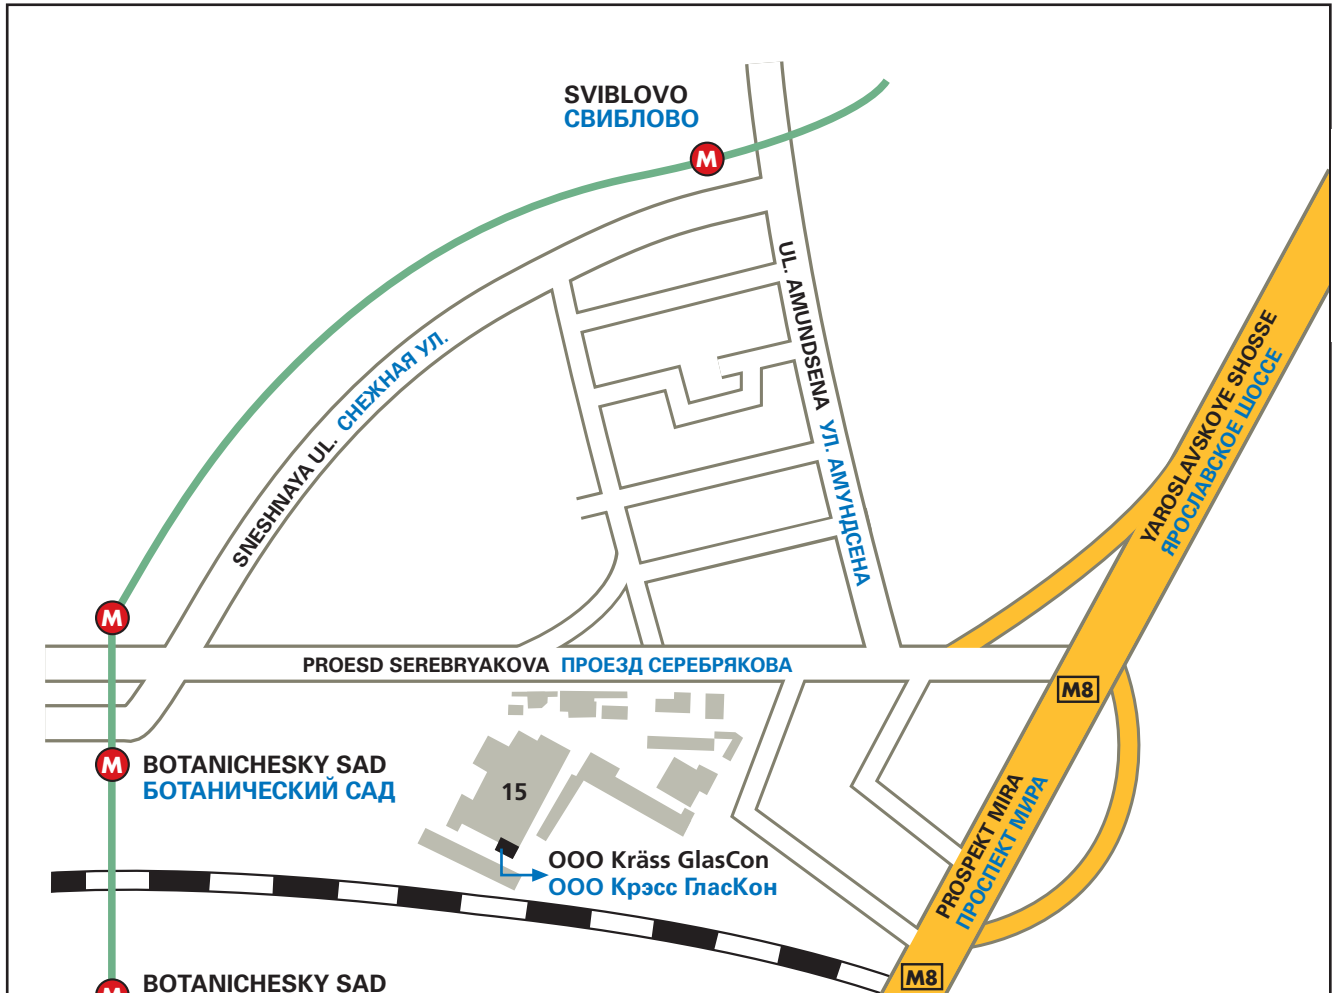 SVIBLOVO
СВИБЛОВО
M
UL. AMUNDSENA УЛ. АМУНДСЕНА
SNESHNAYA UL. СНЕЖНАЯ УЛ.
YAROSLAVSKOYE SHOSSE
ЯРОСЛАВСКОЕ ШОССЕ
M
PROESD SEREBRYAKOVA ПРОЕЗД СЕРЕБРЯКОВА
M8
M
BOTANICHESKY SAD
БОТАНИЧЕСКИЙ САД
15
PROSPEKT MIRA
ПРОСПЕКТ МИРА
OOO Kräss GlasCon
ООО Крэсс ГласКон
M8
M
BOTANICHESKY SAD